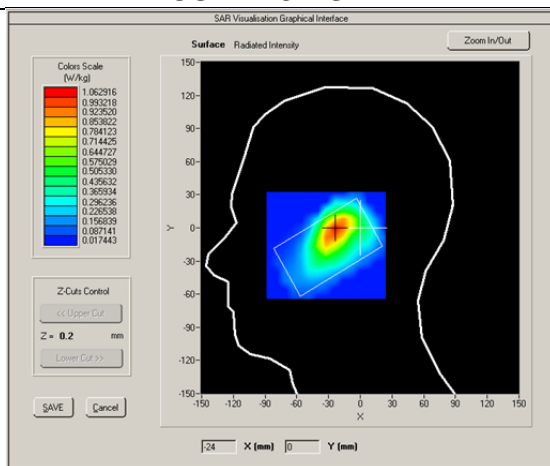 SAR Visualisation Graphical Interface
Surface Radiated Intensity
Zoom In/Out
Colors Scale
(W/kg)
1.062916
0.993218
0.923520
0.853822
0.784123
0.714425
0.644727
0.575029
0.505330
0.435632
0.365934
0.296236
0.226538
0.156839
0.087141
0.017443
150
120
90
60
30
0
-30
-60
-90
-120
-150
Y
-150 -120 -90 -60 -30 0 30 60 90 120 150
X
Z-Cuts Control
<< Upper Cut
Z = 0.2 mm
Lower Cut >>
SAVE Cancel
-24 X (mm) 0 Y (mm)